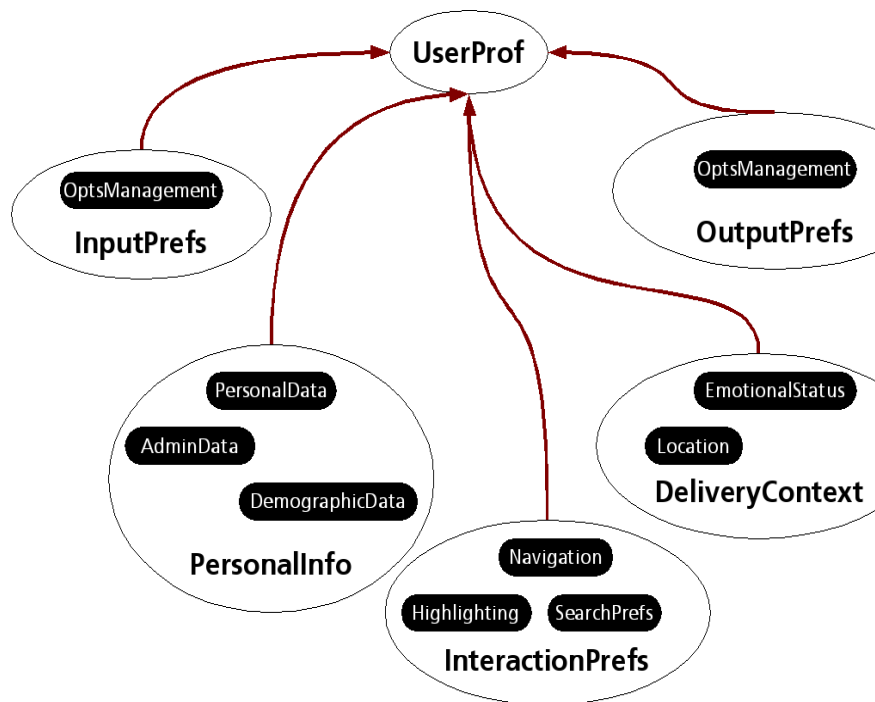 UserProf
OptsManagement
InputPrefs
OptsManagement
OutputPrefs
PersonalData
AdminData
DemographicData
PersonalInfo
EmotionalStatus
Location
DeliveryContext
Navigation
Highlighting
SearchPrefs
InteractionPrefs